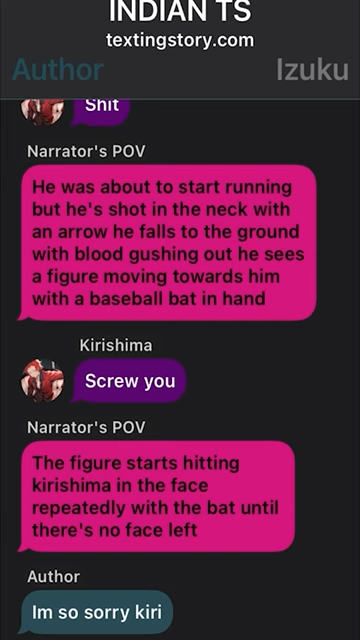 INDIAN TS
textingstory.com
Author
Izuku
Shit
Narrator's POV
He was about to start running
but he's shot in the neck with
an arrow he falls to the ground
with blood gushing out he sees
a figure moving towards him
with a baseball bat in hand
Kirishima
Screw you
Narrator's POV
The figure starts hitting
kirishima in the face
repeatedly with the bat until
there's no face left
Author
Im so sorry kiri